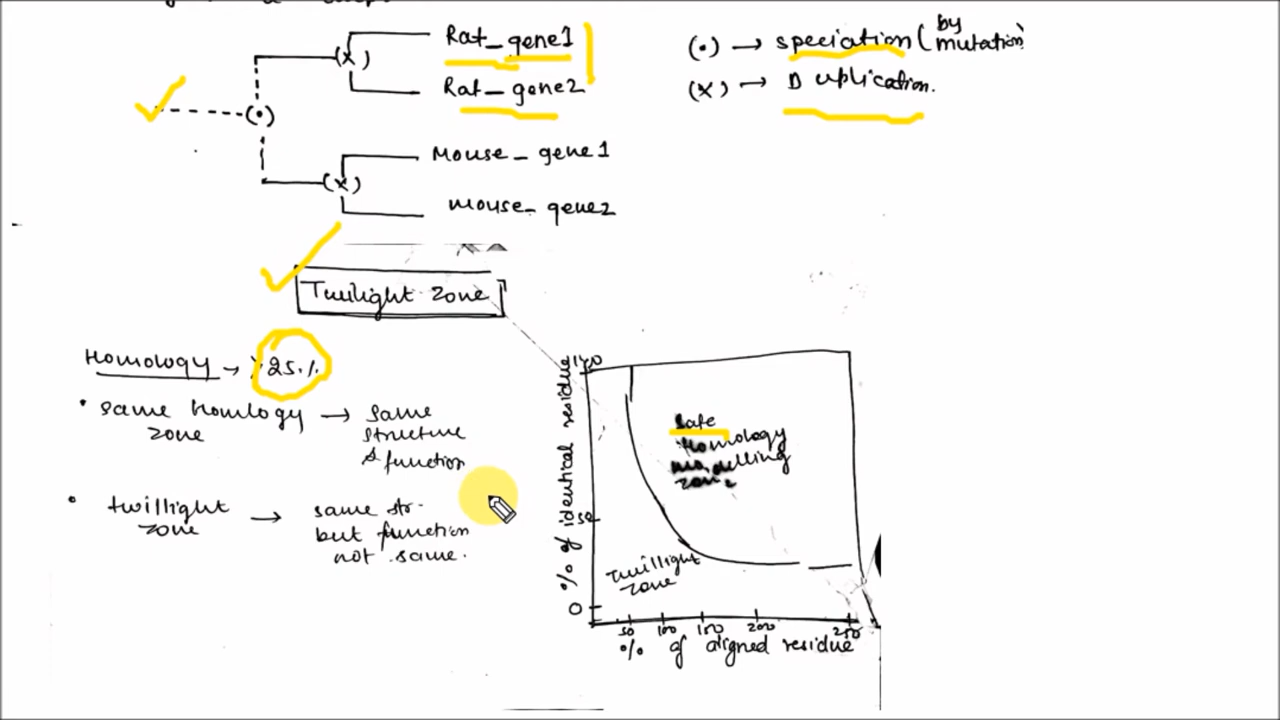 Rat_gene1
Rat_gene2
Mouse_gene1
mouse_gene2
(•) → speciation (by mutation)
(x) → Duplication.
(x)
(•)
(x)
Twilight zone
Homology → >25%
• same homology zone → same structure & function
• twillight zone → same str. but function not same.
% of identical residue
50
0
safe
Homology
modelling
zone
Twillight
zone
50 100 150 200 250
% of aligned residue